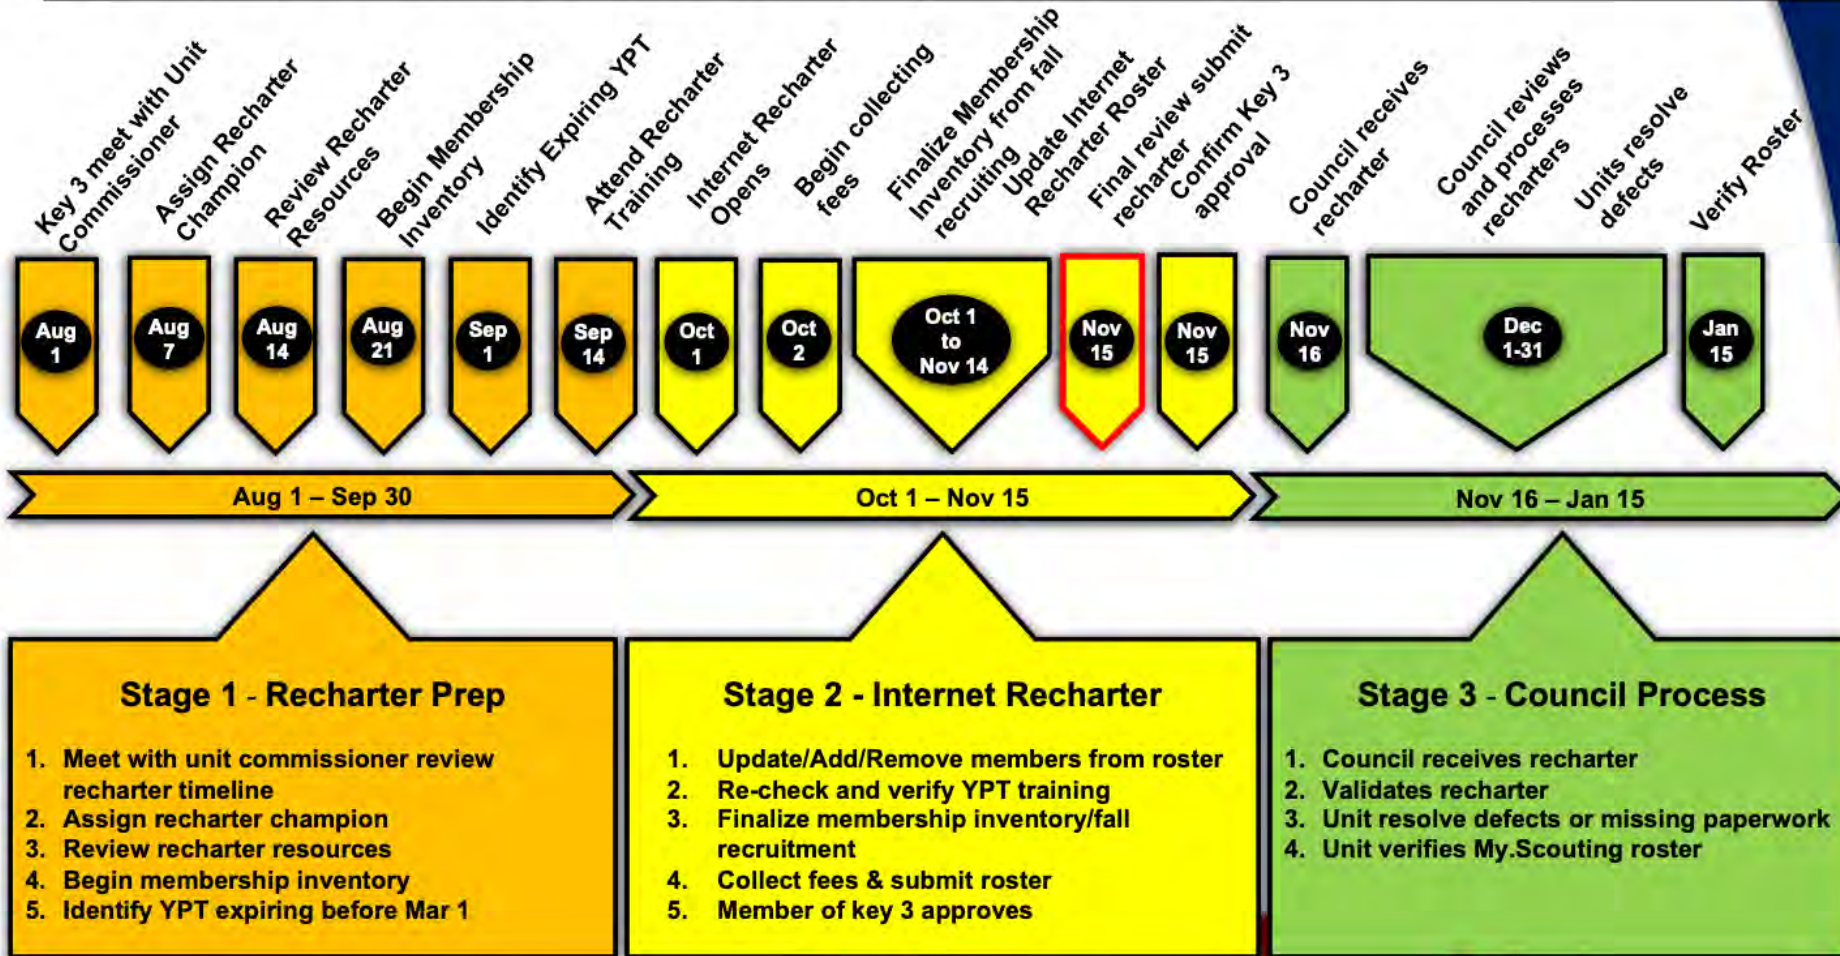 Key 3 meet with Unit
Commissioner
Assign Recharter
Champion
Review Recharter
Resources
Begin Membership
Inventory
Identify Expiring YPT
Attend Recharter
Training
Internet Recharter
Opens
Begin collecting
fees
Finalize Membership
Inventory from fall
recruiting
Update Internet
Recharter Roster
Final review submit
recharter
Confirm Key 3
approval
Council receives
recharter
Council reviews
and processes
recharters
Units resolve
defects
Verify Roster
Aug
1
Aug
7
Aug
14
Aug
21
Sep
1
Sep
14
Oct
1
Oct
2
Oct 1
to
Nov 14
Nov
15
Nov
15
Nov
16
Dec
1-31
Jan
15
Aug 1 – Sep 30
Oct 1 – Nov 15
Nov 16 – Jan 15
Stage 1 - Recharter Prep
1. Meet with unit commissioner review
recharter timeline
2. Assign recharter champion
3. Review recharter resources
4. Begin membership inventory
5. Identify YPT expiring before Mar 1
Stage 2 - Internet Recharter
1. Update/Add/Remove members from roster
2. Re-check and verify YPT training
3. Finalize membership inventory/fall
recruitment
4. Collect fees & submit roster
5. Member of key 3 approves
Stage 3 - Council Process
1. Council receives recharter
2. Validates recharter
3. Unit resolve defects or missing paperwork
4. Unit verifies My.Scouting roster